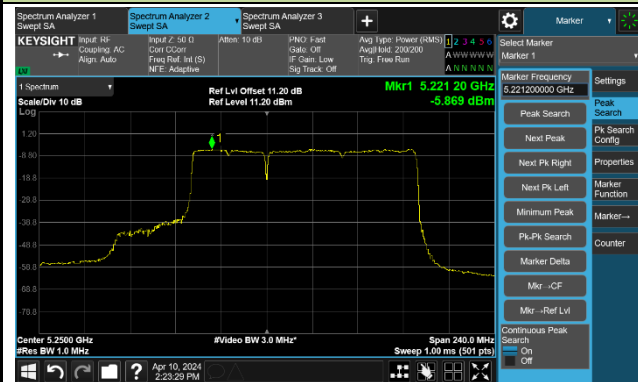 Spectrum Analyzer 1
Swept SA
Spectrum Analyzer 2
Swept SA
Spectrum Analyzer 3
Swept SA
Marker
KEYSIGHT
Input: RF
Coupling: AC
Align: Auto
Input Z: 50 Ω
Corr CCorr
Freq Ref: Int (S)
NFE: Adaptive
Atten: 10 dB
PNO: Fast
Gate: Off
IF Gain: Low
Sig Track: Off
Avg Type: Power (RMS)
Avg|Hold: 200/200
Trig: Free Run
1 2 3 4 5 6
A W W W W W
A N N N N N
LU
Select Marker
Marker 1
1 Spectrum
Scale/Div 10 dB
Log
Ref Lvl Offset 11.20 dB
Ref Level 11.20 dBm
Mkr1 5.221 20 GHz
-5.869 dBm
1.20
-8.80
-18.8
-28.8
-38.8
-48.8
-58.8
-68.8
-78.8
1
Center 5.2500 GHz
#Res BW 1.0 MHz
#Video BW 3.0 MHz*
Span 240.0 MHz
Sweep 1.00 ms (501 pts)
Marker Frequency
5.221200000 GHz
Peak Search
Next Peak
Next Pk Right
Next Pk Left
Minimum Peak
Pk-Pk Search
Marker Delta
Mkr→CF
Mkr→Ref Lvl
Continuous Peak
Search
On
Off
Settings
Peak
Search
Pk Search
Config
Properties
Marker
Function
Marker→
Counter
?
Apr 10, 2024
2:23:29 PM